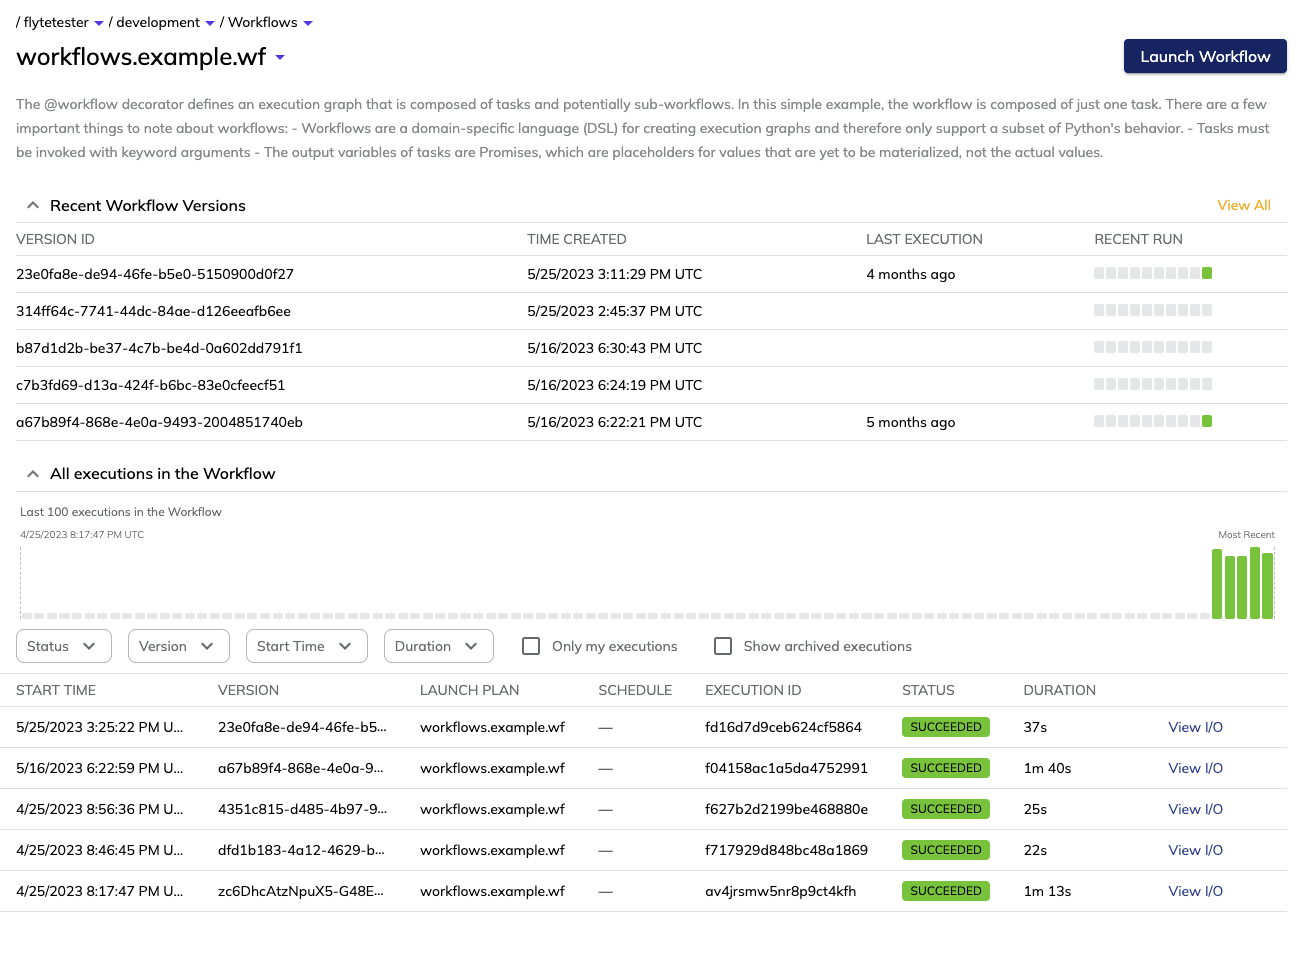 / flytetester / development / Workflows
workflows.example.wf
Launch Workflow
The @workflow decorator defines an execution graph that is composed of tasks and potentially sub-workflows. In this simple example, the workflow is composed of just one task. There are a few
important things to note about workflows: - Workflows are a domain-specific language (DSL) for creating execution graphs and therefore only support a subset of Python's behavior. - Tasks must
be invoked with keyword arguments - The output variables of tasks are Promises, which are placeholders for values that are yet to be materialized, not the actual values.
Recent Workflow Versions View All
VERSION ID TIME CREATED LAST EXECUTION RECENT RUN
23e0fa8e-de94-46fe-b5e0-5150900d0f27 5/25/2023 3:11:29 PM UTC 4 months ago
314ff64c-7741-44dc-84ae-d126eeafb6ee 5/25/2023 2:45:37 PM UTC
b87d1d2b-be37-4c7b-be4d-0a602dd791f1 5/16/2023 6:30:43 PM UTC
c7b3fd69-d13a-424f-b6bc-83e0cfeecf51 5/16/2023 6:24:19 PM UTC
a67b89f4-868e-4e0a-9493-2004851740eb 5/16/2023 6:22:21 PM UTC 5 months ago
All executions in the Workflow
Last 100 executions in the Workflow
4/25/2023 8:17:47 PM UTC Most Recent
Status Version Start Time Duration Only my executions Show archived executions
START TIME VERSION LAUNCH PLAN SCHEDULE EXECUTION ID STATUS DURATION
5/25/2023 3:25:22 PM U... 23e0fa8e-de94-46fe-b5... workflows.example.wf — fd16d7d9ceb624cf5864 SUCCEEDED 37s View I/O
5/16/2023 6:22:59 PM U... a67b89f4-868e-4e0a-9... workflows.example.wf — f04158ac1a5da4752991 SUCCEEDED 1m 40s View I/O
4/25/2023 8:56:36 PM U... 4351c815-d485-4b97-9... workflows.example.wf — f627b2d2199be468880e SUCCEEDED 25s View I/O
4/25/2023 8:46:45 PM U... dfd1b183-4a12-4629-b... workflows.example.wf — f717929d848bc48a1869 SUCCEEDED 22s View I/O
4/25/2023 8:17:47 PM U... zc6DhcAtzNpuX5-G48E... workflows.example.wf — av4jrsmw5nr8p9ct4kfh SUCCEEDED 1m 13s View I/O